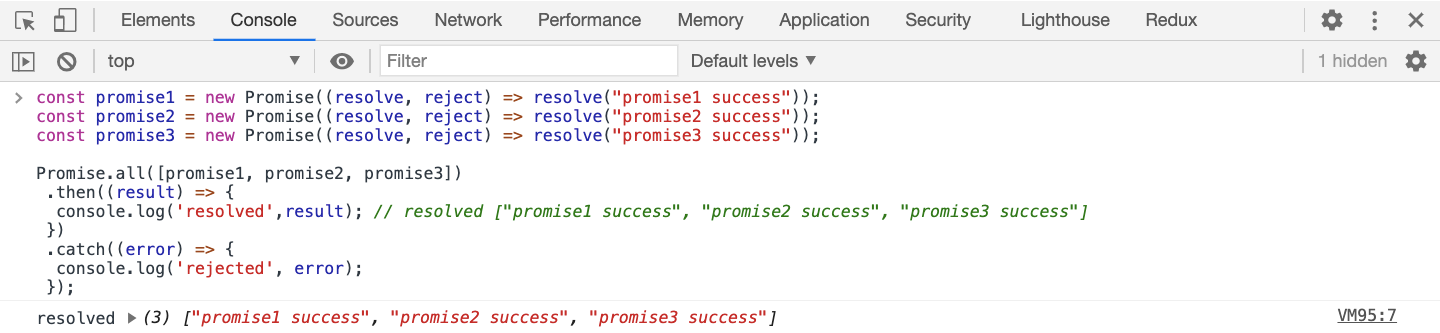 Elements Console Sources Network Performance Memory Application Security Lighthouse Redux
top Filter Default levels 1 hidden
const promise1 = new Promise((resolve, reject) => resolve("promise1 success"));
const promise2 = new Promise((resolve, reject) => resolve("promise2 success"));
const promise3 = new Promise((resolve, reject) => resolve("promise3 success"));
Promise.all([promise1, promise2, promise3])
.then((result) => {
console.log('resolved',result); // resolved ["promise1 success", "promise2 success", "promise3 success"]
})
.catch((error) => {
console.log('rejected', error);
});
resolved (3) ["promise1 success", "promise2 success", "promise3 success"] VM95:7